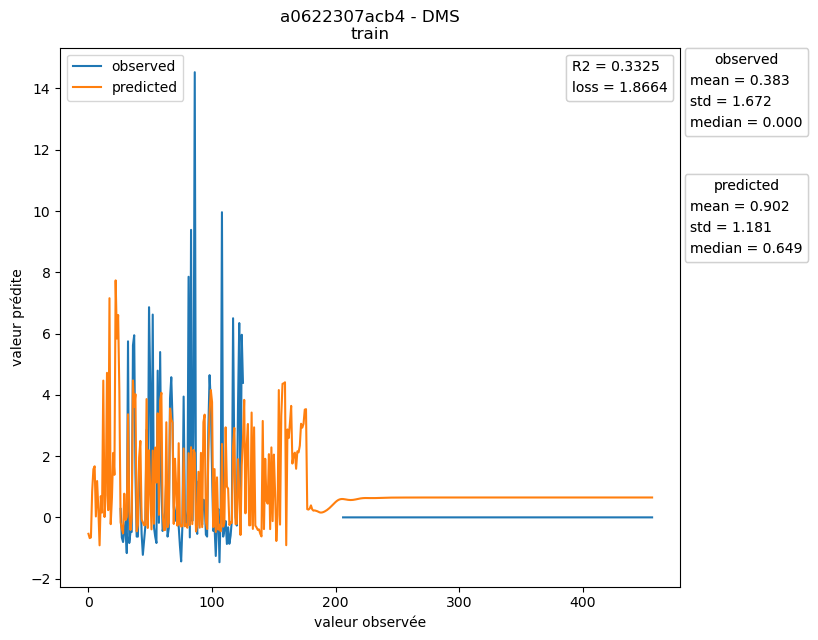 a0622307acb4 - DMS
train
observed
predicted
R2 = 0.3325
loss = 1.8664
observed
mean = 0.383
std = 1.672
median = 0.000
predicted
mean = 0.902
std = 1.181
median = 0.649
valeur prédite
14
12
10
8
6
4
2
0
−2
0
100
200
300
400
valeur observée